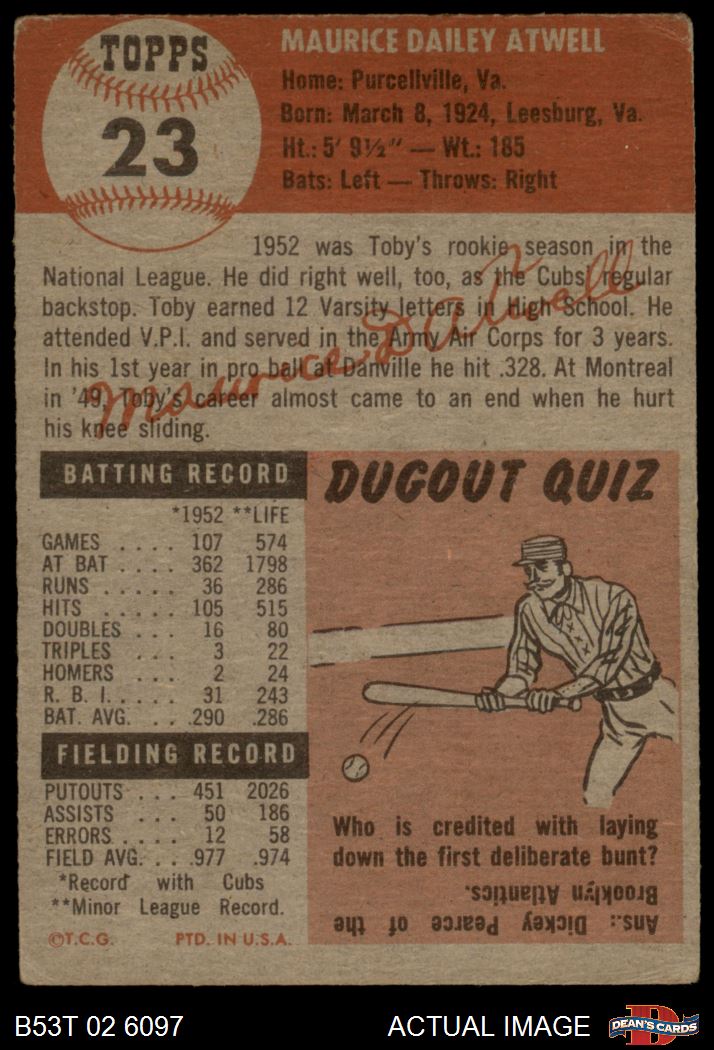 TOPPS
23
MAURICE DAILEY ATWELL
Home: Purcellville, Va.
Born: March 8, 1924, Leesburg, Va.
Ht.: 5' 9½" — Wt.: 185
Bats: Left — Throws: Right
1952 was Toby's rookie season in the
National League. He did right well, too, as the Cubs' regular
backstop. Toby earned 12 Varsity letters in High School. He
attended V.P.I. and served in the Army Air Corps for 3 years.
In his 1st year in pro ball at Danville he hit .328. At Montreal
in '49, Toby's career almost came to an end when he hurt
his knee sliding.
Maurice D Atwell
BATTING RECORD
*1952 **LIFE
GAMES . . . . 107 574
AT BAT . . . . 362 1798
RUNS . . . . . 36 286
HITS . . . . . 105 515
DOUBLES . . . 16 80
TRIPLES . . . 3 22
HOMERS . . . 2 24
R. B. I. . . . . 31 243
BAT. AVG. . . .290 .286
FIELDING RECORD
PUTOUTS . . . 451 2026
ASSISTS . . . 50 186
ERRORS . . . 12 58
FIELD AVG. . . .977 .974
*Record with Cubs
**Minor League Record.
©T.C.G. PTD. IN U.S.A.
DUGOUT QUIZ
Who is credited with laying
down the first deliberate bunt?
Ans.: Dickey Pearce of the
Brooklyn Atlantics.
B53T 02 6097 ACTUAL IMAGE
D
DEAN'S CARDS